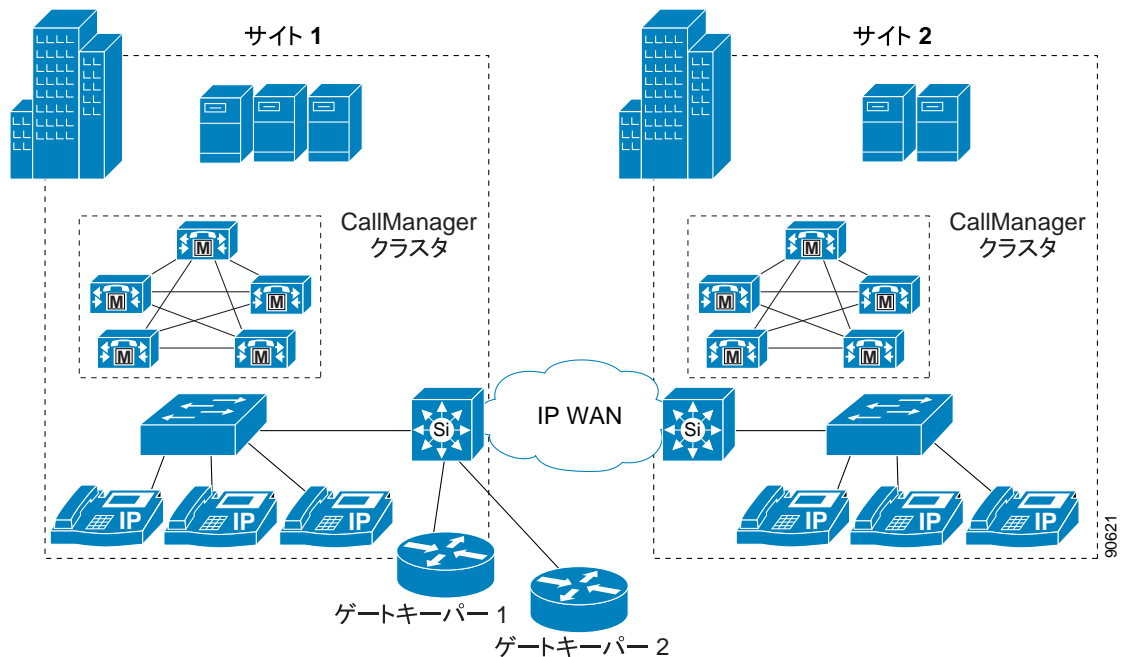 サイト 1
サイト 2
CallManager
クラスタ
CallManager
クラスタ
M
M
M
M
M
M
M
M
M
M
Si
IP WAN
Si
IP
IP
IP
IP
IP
IP
ゲートキーパー 1
ゲートキーパー 2
90621